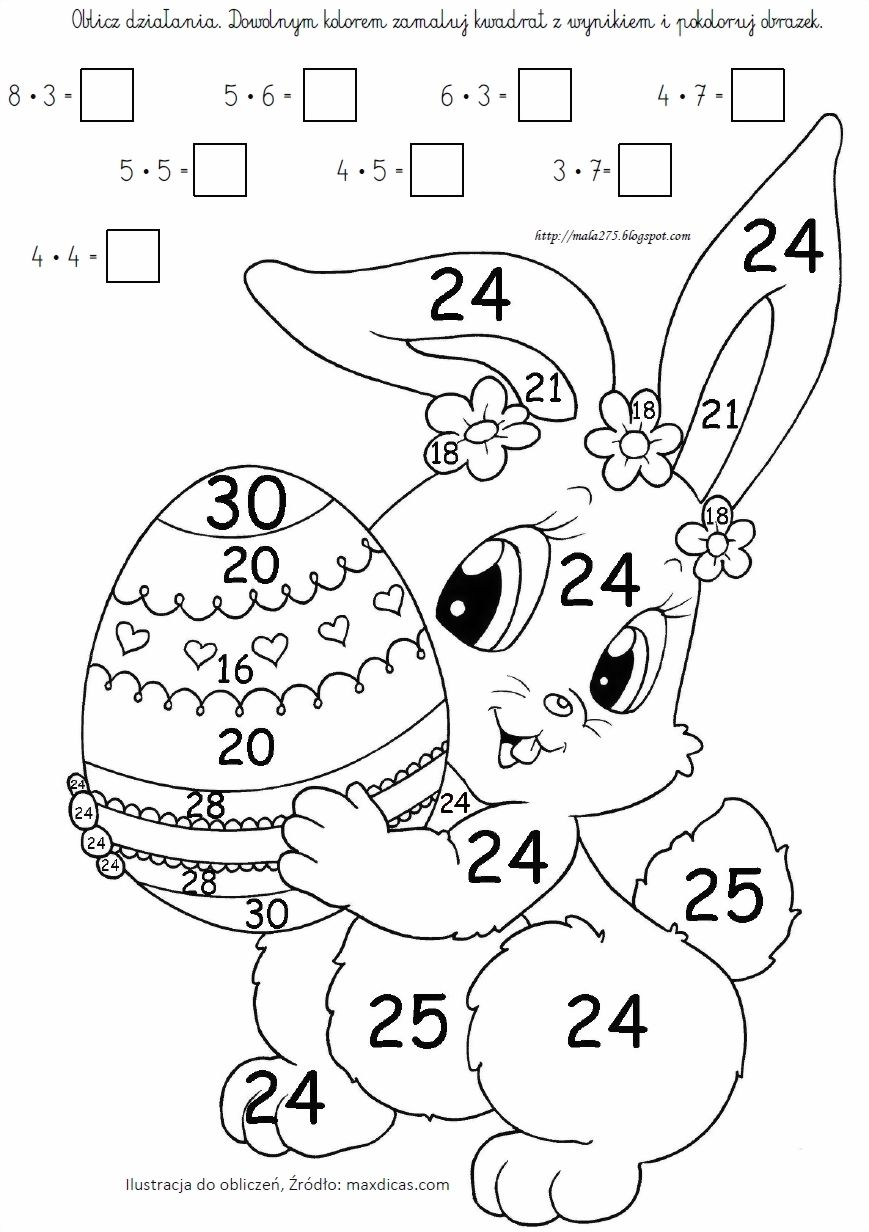 Oblicz działania. Dowolnym kolorem zamaluj kwadrat z wynikiem i pokoloruj obrazek.
8 • 3 =
5 • 6 =
6 • 3 =
4 • 7 =
5 • 5 =
4 • 5 =
3 • 7=
4 • 4 =
http://mala275.blogspot.com
24
24
21
18
21
18
30
18
20
24
16
20
24
28
24
24
24
24
24
28
25
30
25
24
24
Ilustracja do obliczeń, Źródło: maxdicas.com